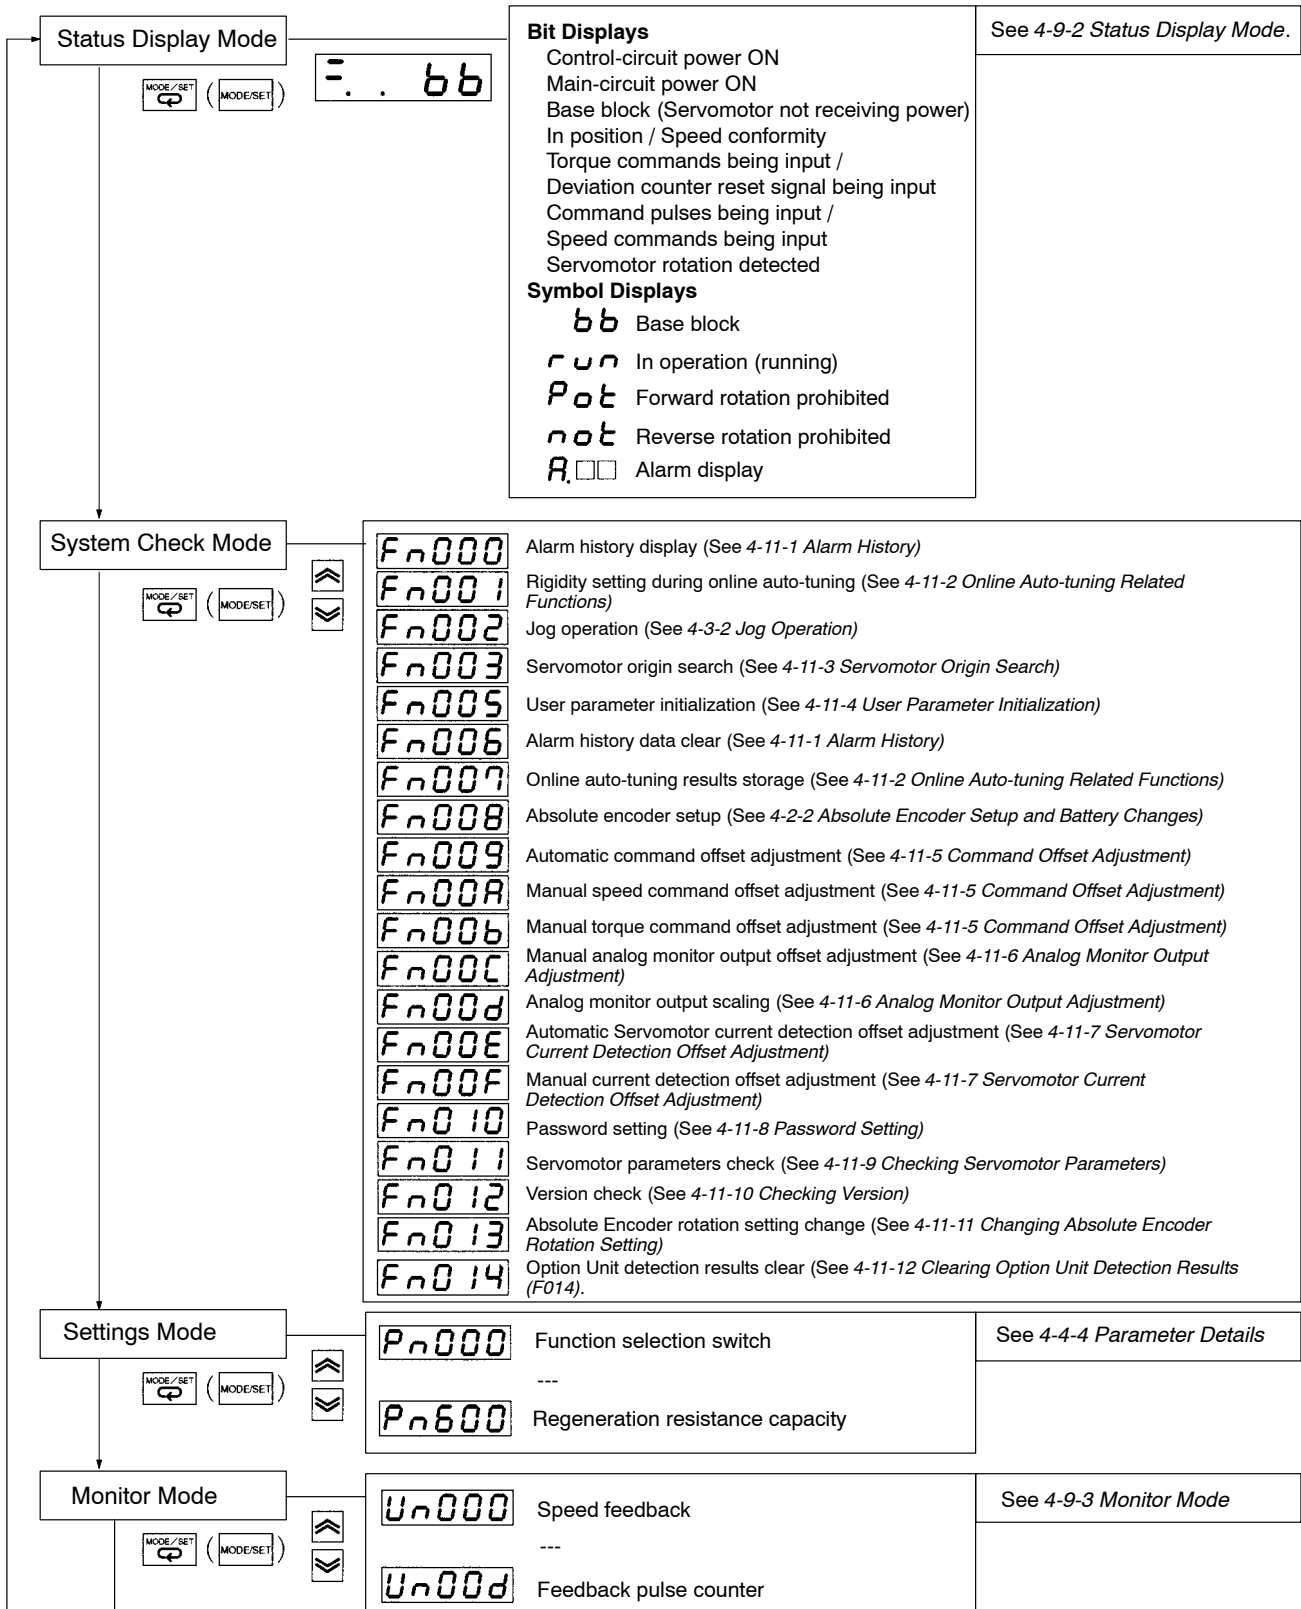 Status Display Mode
MODE/SET ( MODE/SET )
-. . bb
Bit Displays
Control-circuit power ON
Main-circuit power ON
Base block (Servomotor not receiving power)
In position / Speed conformity
Torque commands being input /
Deviation counter reset signal being input
Command pulses being input /
Speed commands being input
Servomotor rotation detected
Symbol Displays
bb Base block
run In operation (running)
Pot Forward rotation prohibited
not Reverse rotation prohibited
A.□□ Alarm display
See 4-9-2 Status Display Mode.
System Check Mode
MODE/SET ( MODE/SET )
Fn000 Alarm history display (See 4-11-1 Alarm History)
Fn001 Rigidity setting during online auto-tuning (See 4-11-2 Online Auto-tuning Related
Functions)
Fn002 Jog operation (See 4-3-2 Jog Operation)
Fn003 Servomotor origin search (See 4-11-3 Servomotor Origin Search)
Fn005 User parameter initialization (See 4-11-4 User Parameter Initialization)
Fn006 Alarm history data clear (See 4-11-1 Alarm History)
Fn007 Online auto-tuning results storage (See 4-11-2 Online Auto-tuning Related Functions)
Fn008 Absolute encoder setup (See 4-2-2 Absolute Encoder Setup and Battery Changes)
Fn009 Automatic command offset adjustment (See 4-11-5 Command Offset Adjustment)
Fn00A Manual speed command offset adjustment (See 4-11-5 Command Offset Adjustment)
Fn00b Manual torque command offset adjustment (See 4-11-5 Command Offset Adjustment)
Fn00C Manual analog monitor output offset adjustment (See 4-11-6 Analog Monitor Output
Adjustment)
Fn00d Analog monitor output scaling (See 4-11-6 Analog Monitor Output Adjustment)
Fn00E Automatic Servomotor current detection offset adjustment (See 4-11-7 Servomotor
Current Detection Offset Adjustment)
Fn00F Manual current detection offset adjustment (See 4-11-7 Servomotor Current
Detection Offset Adjustment)
Fn010 Password setting (See 4-11-8 Password Setting)
Fn011 Servomotor parameters check (See 4-11-9 Checking Servomotor Parameters)
Fn012 Version check (See 4-11-10 Checking Version)
Fn013 Absolute Encoder rotation setting change (See 4-11-11 Changing Absolute Encoder
Rotation Setting)
Fn014 Option Unit detection results clear (See 4-11-12 Clearing Option Unit Detection Results
(F014).
Settings Mode
MODE/SET ( MODE/SET )
Pn000 Function selection switch
---
Pn600 Regeneration resistance capacity
See 4-4-4 Parameter Details
Monitor Mode
MODE/SET ( MODE/SET )
Un000 Speed feedback
---
Un00d Feedback pulse counter
See 4-9-3 Monitor Mode